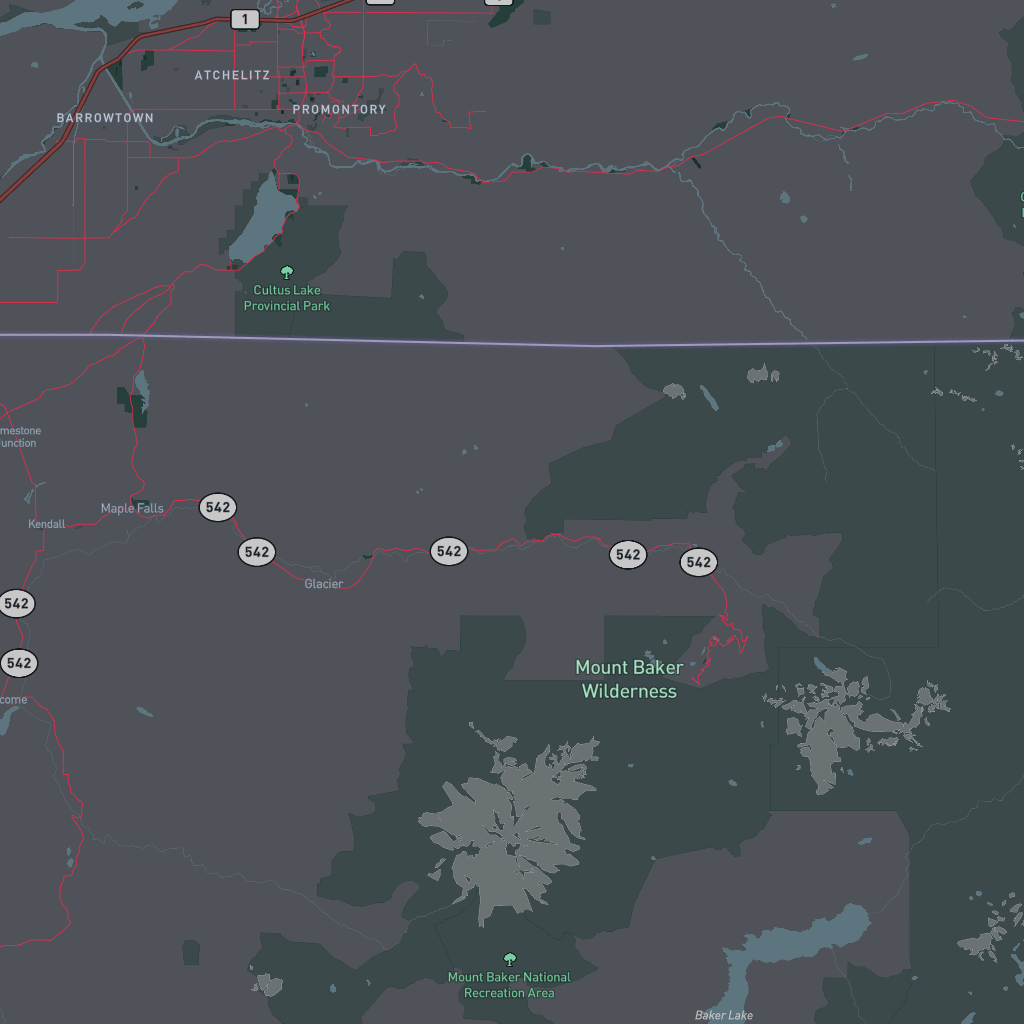 1
ATCHELITZ
PROMONTORY
BARROWTOWN
Cultus Lake
Provincial Park
Maple Falls
542
Kendall
542
542
542
542
Glacier
542
542
Mount Baker
Wilderness
Mount Baker National
Recreation Area
Baker Lake